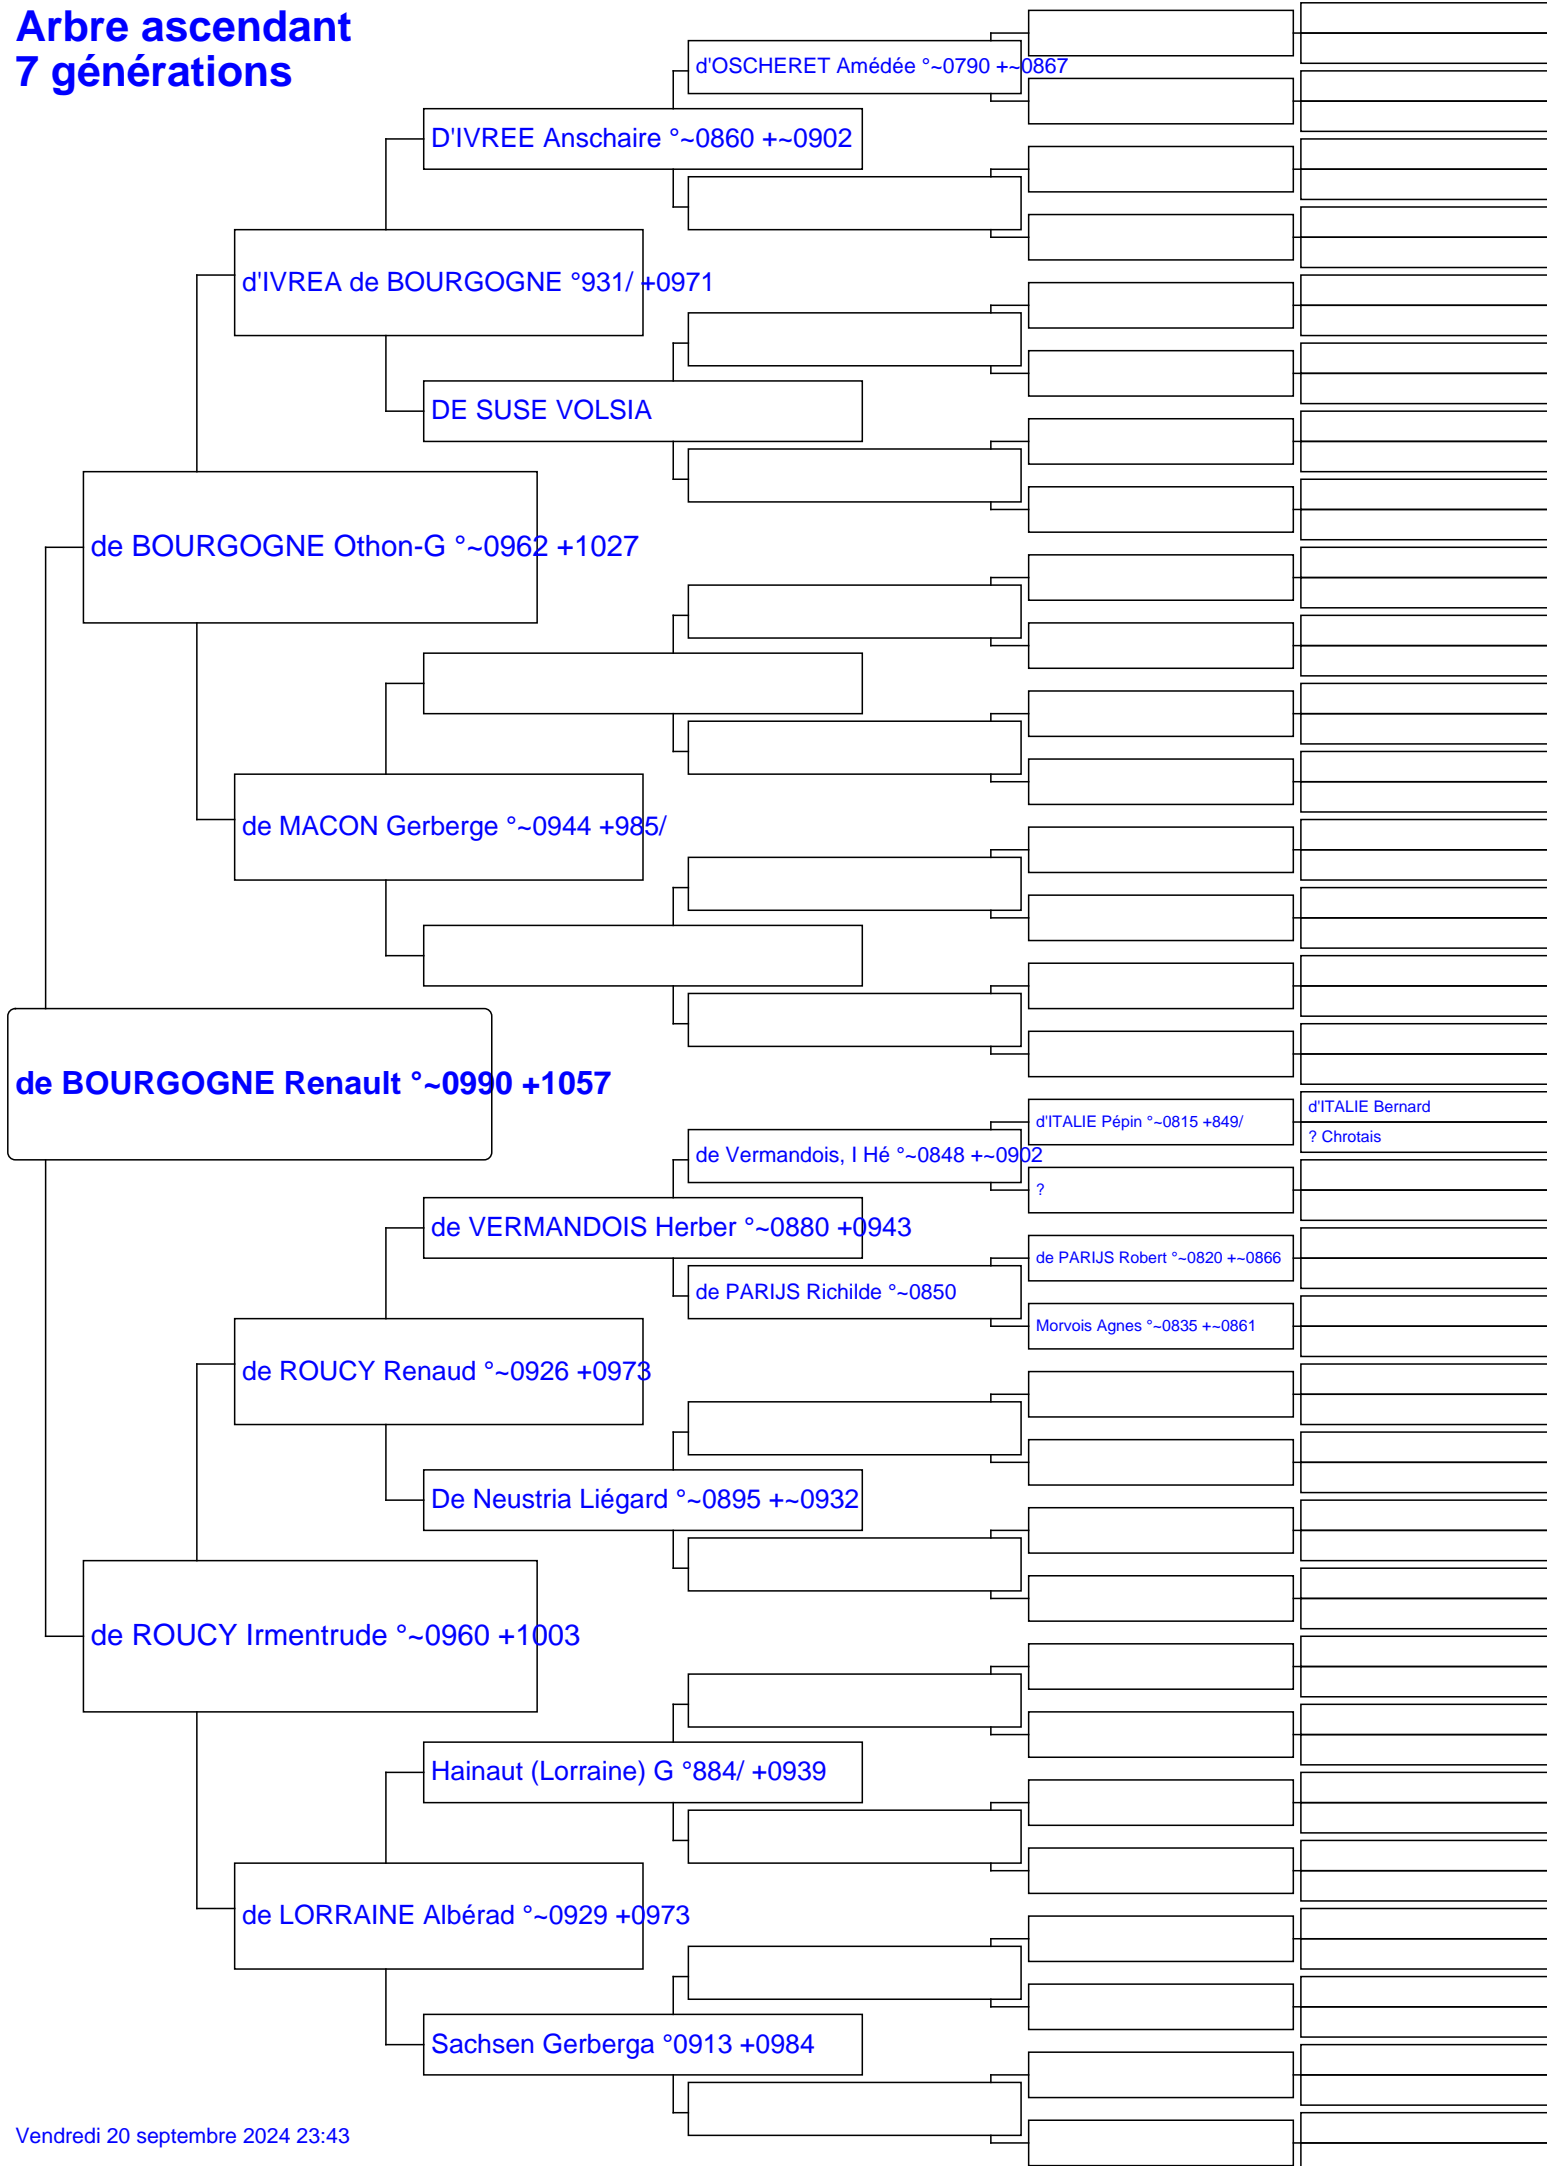 Arbre ascendant
7 générations
d'OSCHERET Amédée °~0790 +~0867
D'IVREE Anschaire °~0860 +~0902
d'IVREA de BOURGOGNE °931/ +0971
DE SUSE VOLSIA
de BOURGOGNE Othon-G °~0962 +1027
de MACON Gerberge °~0944 +985/
de BOURGOGNE Renault °~0990 +1057
d'ITALIE Bernard
d'ITALIE Pépin °~0815 +849/
? Chrotais
de Vermandois, I Hé °~0848 +~0902
?
de VERMANDOIS Herber °~0880 +0943
de PARIJS Robert °~0820 +~0866
de PARIJS Richilde °~0850
Morvois Agnes °~0835 +~0861
de ROUCY Renaud °~0926 +0973
De Neustria Liégard °~0895 +~0932
de ROUCY Irmentrude °~0960 +1003
Hainaut (Lorraine) G °884/ +0939
de LORRAINE Albérad °~0929 +0973
Sachsen Gerberga °0913 +0984
Vendredi 20 septembre 2024 23:43